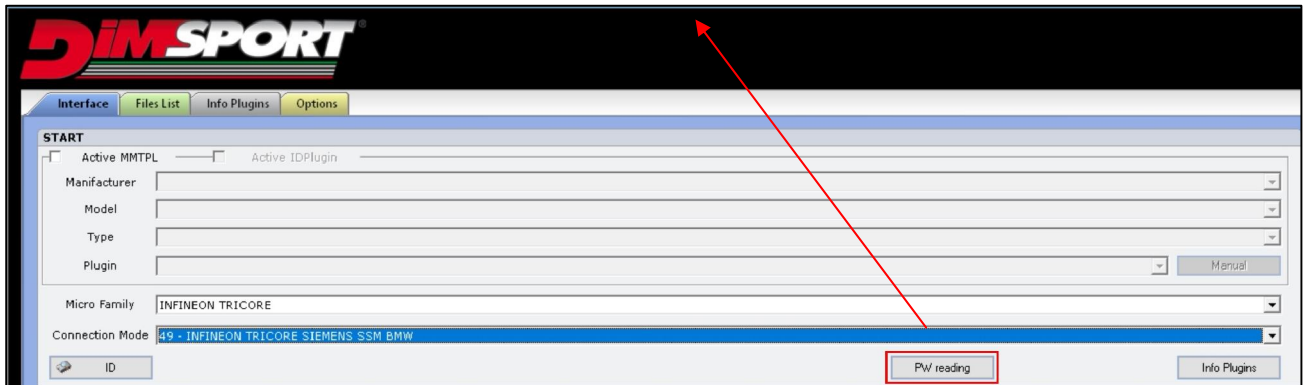 DiMSPORT®
Interface Files List Info Plugins Options
START
Active MMTPL Active IDPlugin
Manifacturer
Model
Type
Plugin Manual
Micro Family INFINEON TRICORE
Connection Mode 49 - INFINEON TRICORE SIEMENS SSM BMW
ID PW reading Info Plugins